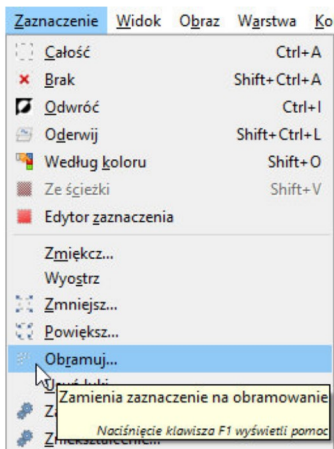 Zaznaczenie Widok Obraz Warstwa Ko
Całość Ctrl+A
Brak Shift+Ctrl+A
Odwróć Ctrl+I
Oderwij Shift+Ctrl+L
Według koloru Shift+O
Ze ścieżki Shift+V
Edytor zaznaczenia
Zmiękcz...
Wyostrz
Zmniejsz...
Powiększ...
Obramuj...
Zamienia zaznaczenie na obramowanie
Naciśnięcie klawisza F1 wyświetli pomoc